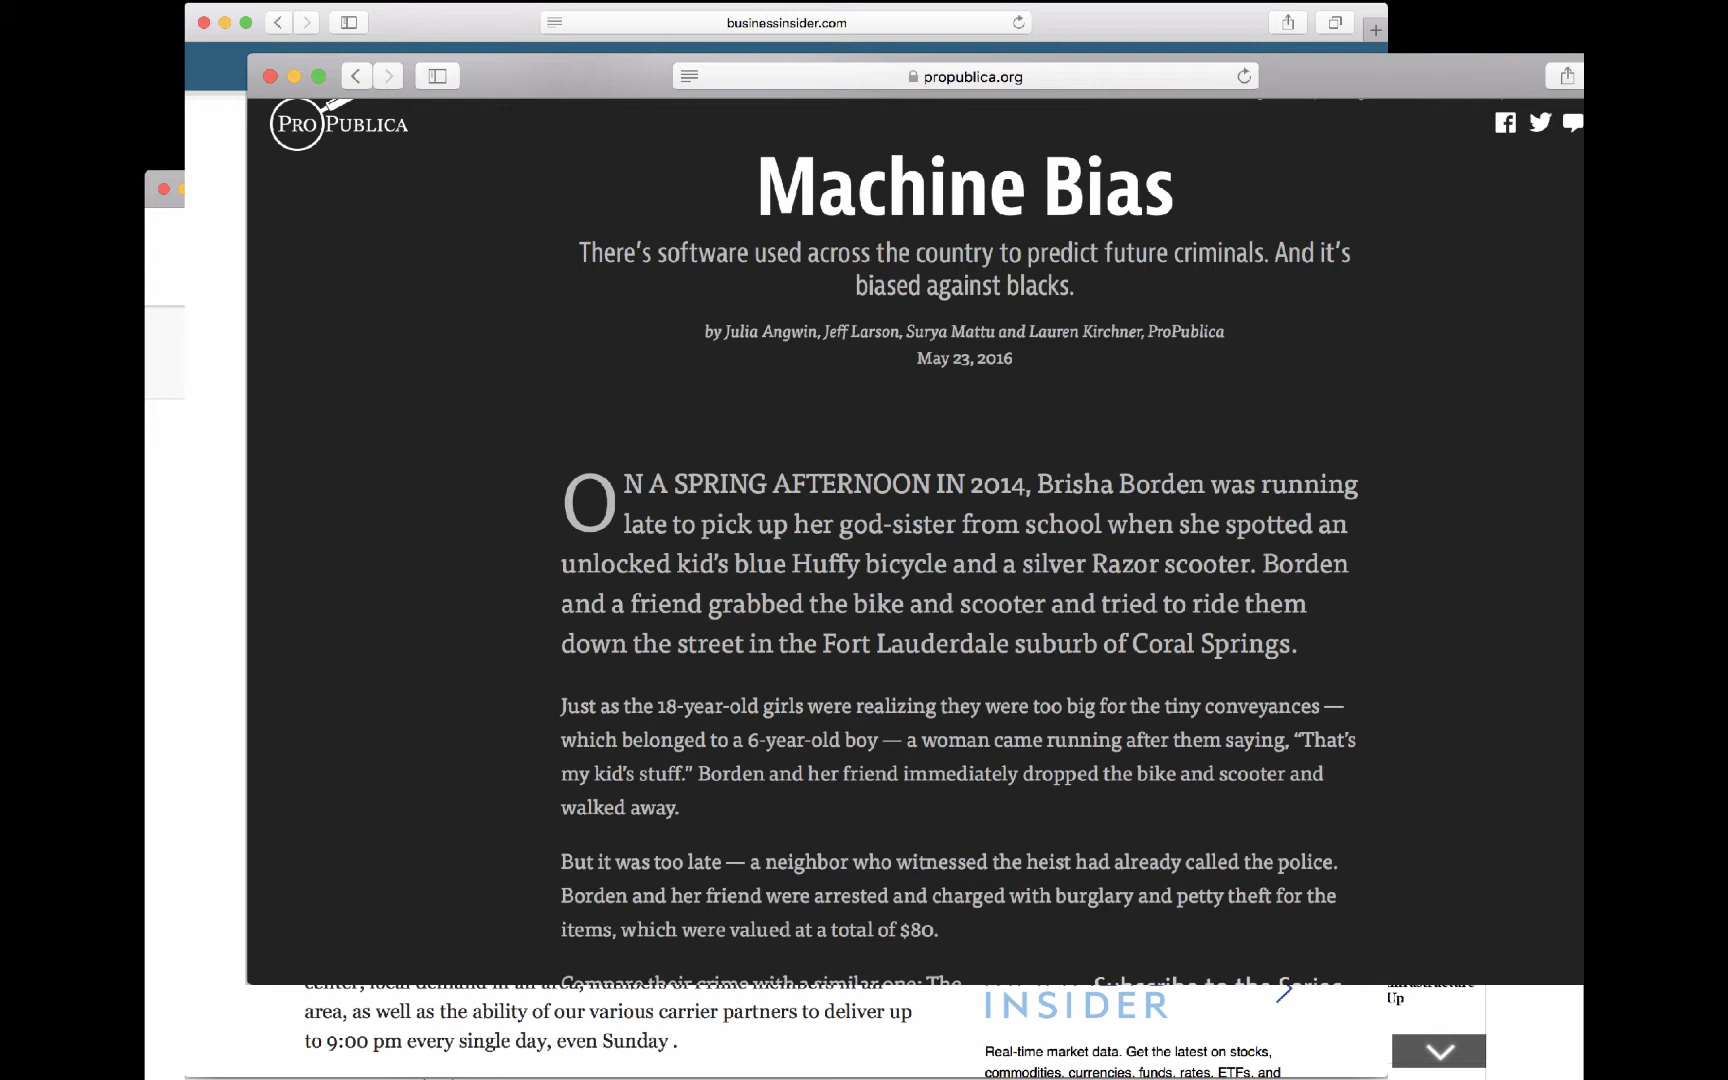 businessinsider.com
propublica.org
PROPUBLICA
Machine Bias
There's software used across the country to predict future criminals. And it's
biased against blacks.
by Julia Angwin, Jeff Larson, Surya Mattu and Lauren Kirchner, ProPublica
May 23, 2016
ON A SPRING AFTERNOON IN 2014, Brisha Borden was running
late to pick up her god-sister from school when she spotted an
unlocked kid's blue Huffy bicycle and a silver Razor scooter. Borden
and a friend grabbed the bike and scooter and tried to ride them
down the street in the Fort Lauderdale suburb of Coral Springs.
Just as the 18-year-old girls were realizing they were too big for the tiny conveyances —
which belonged to a 6-year-old boy — a woman came running after them saying, “That's
my kid's stuff.” Borden and her friend immediately dropped the bike and scooter and
walked away.
But it was too late — a neighbor who witnessed the heist had already called the police.
Borden and her friend were arrested and charged with burglary and petty theft for the
items, which were valued at a total of $80.
Compare their crime with a similar one: The
Subscribe to the Series
center, local demand in an area,
area, as well as the ability of our various carrier partners to deliver up
to 9:00 pm every single day, even Sunday .
INSIDER
Real-time market data. Get the latest on stocks,
commodities, currencies, funds, rates, ETFs, and
Infrastructure
Up